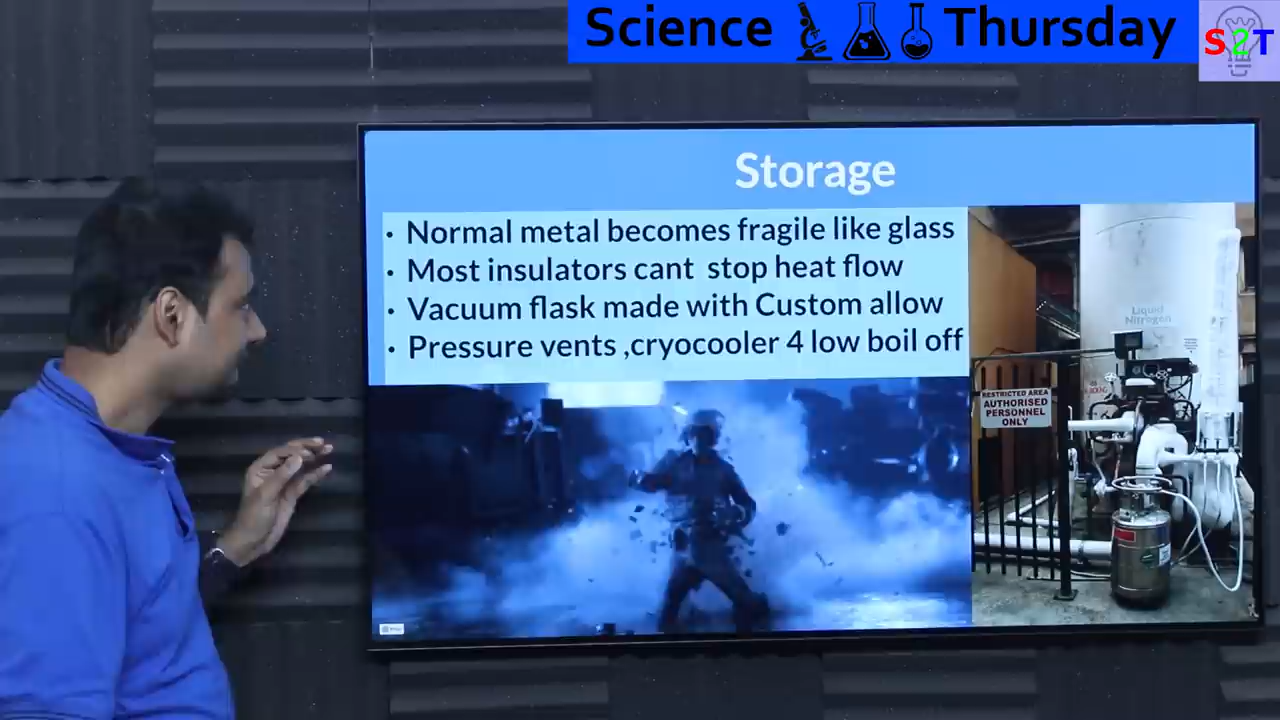 Science Thursday
S2T
Storage
• Normal metal becomes fragile like glass
• Most insulators cant stop heat flow
• Vacuum flask made with Custom allow
• Pressure vents ,cryocooler 4 low boil off
Liquid
Nitrogen
RESTRICTED AREA
AUTHORISED
PERSONNEL
ONLY